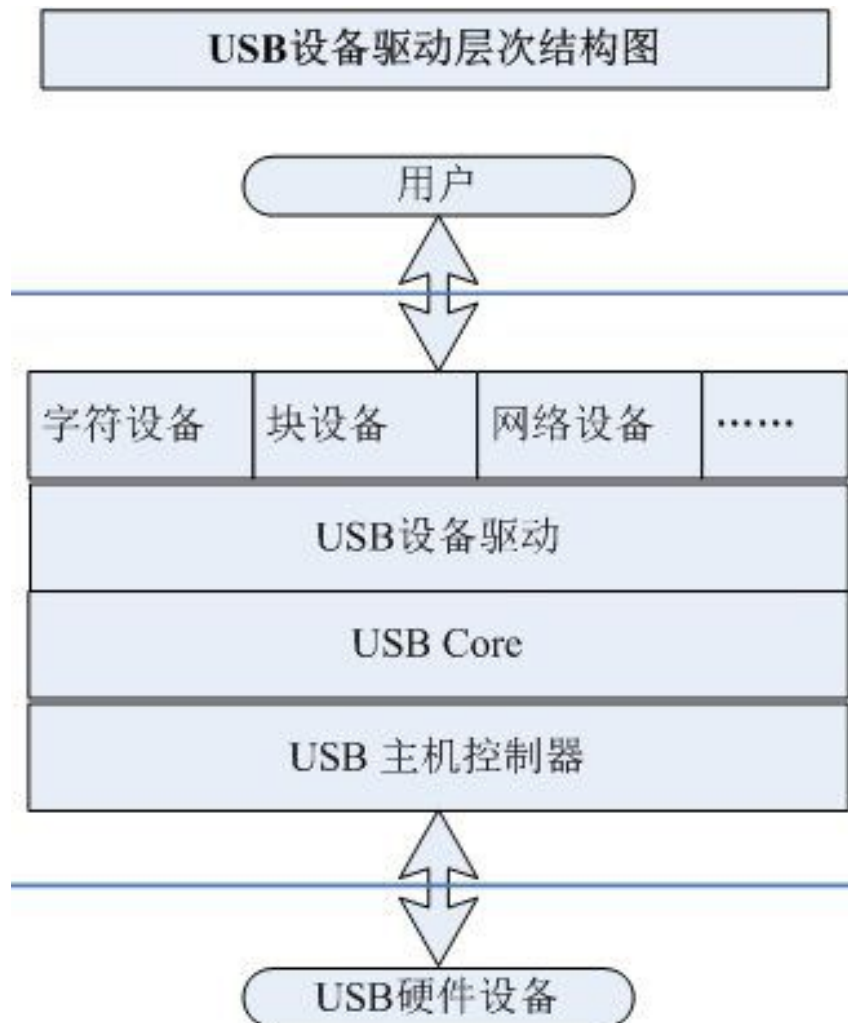 USB设备驱动层次结构图
用户
字符设备 块设备 网络设备 ……
USB设备驱动
USB Core
USB 主机控制器
USB硬件设备